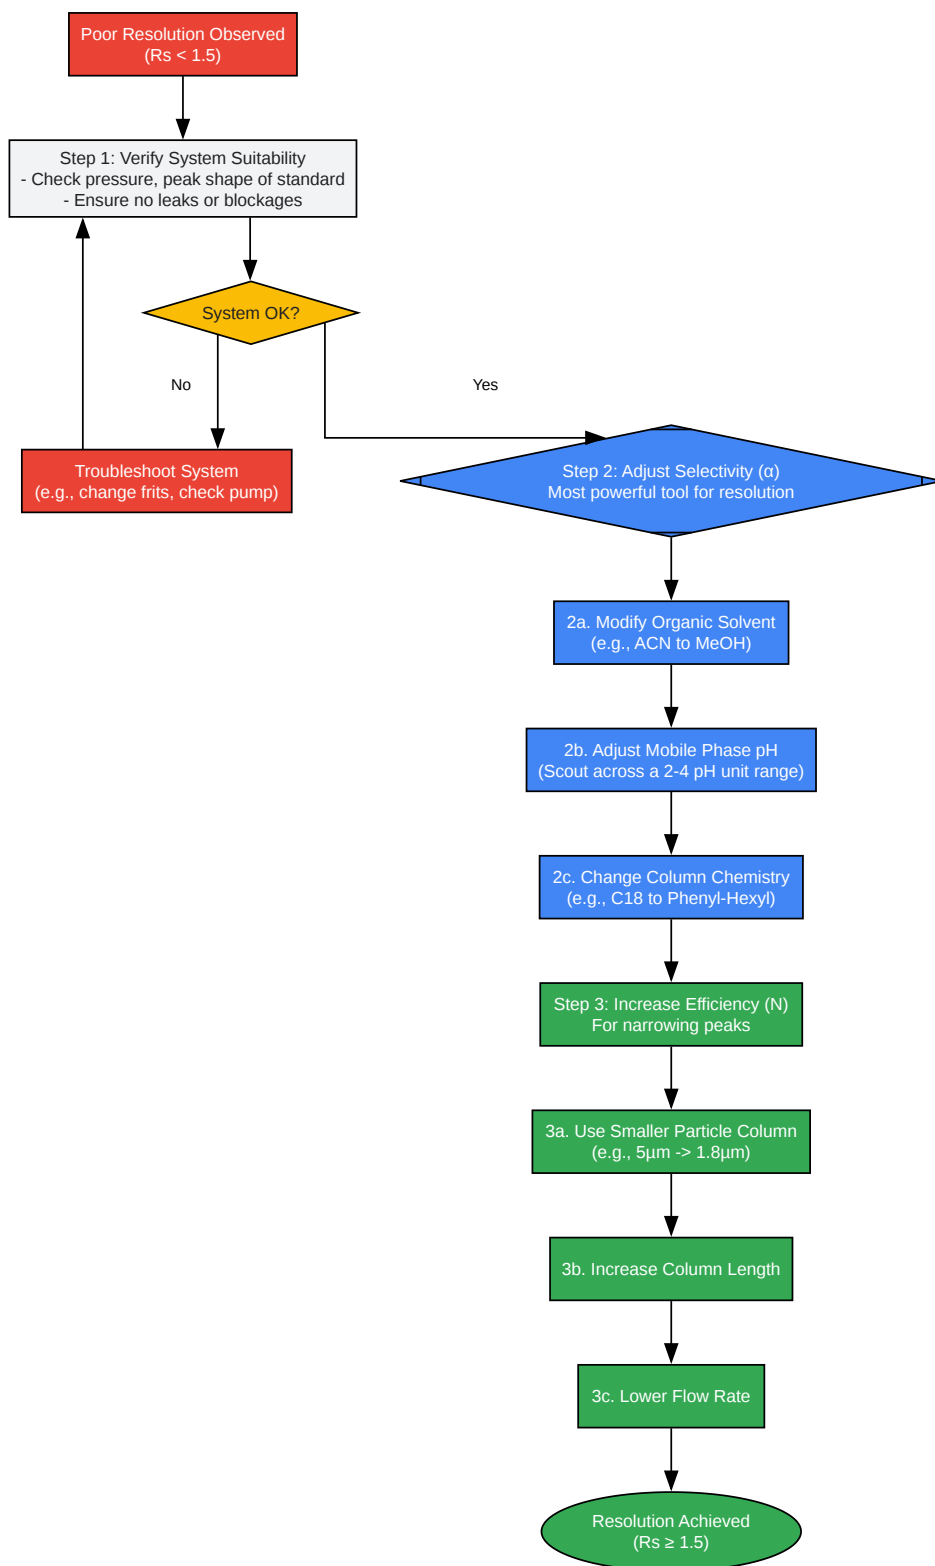 Poor Resolution Observed
(Rs < 1.5)
Step 1: Verify System Suitability
- Check pressure, peak shape of standard
- Ensure no leaks or blockages
System OK?
No
Yes
Troubleshoot System
(e.g., change frits, check pump)
Step 2: Adjust Selectivity (α)
Most powerful tool for resolution
2a. Modify Organic Solvent
(e.g., ACN to MeOH)
2b. Adjust Mobile Phase pH
(Scout across a 2-4 pH unit range)
2c. Change Column Chemistry
(e.g., C18 to Phenyl-Hexyl)
Step 3: Increase Efficiency (N)
For narrowing peaks
3a. Use Smaller Particle Column
(e.g., 5µm -> 1.8µm)
3b. Increase Column Length
3c. Lower Flow Rate
Resolution Achieved
(Rs ≥ 1.5)